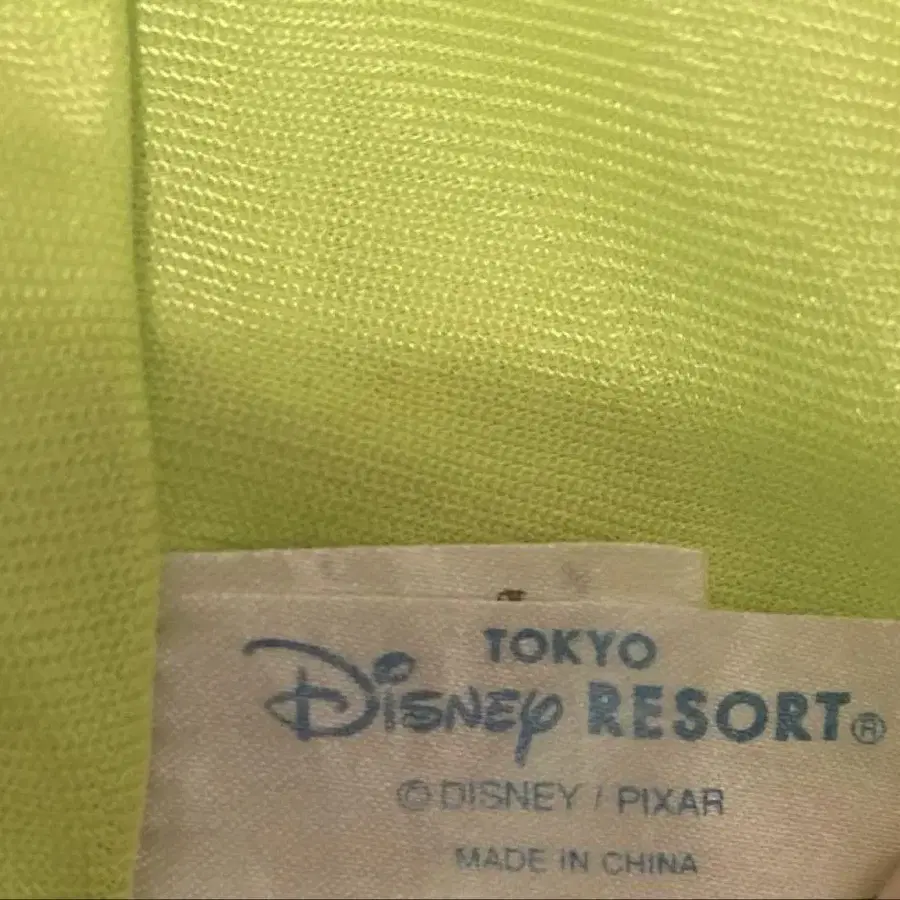 TOKYO
Disney RESORT®
© DISNEY / PIXAR
MADE IN CHINA